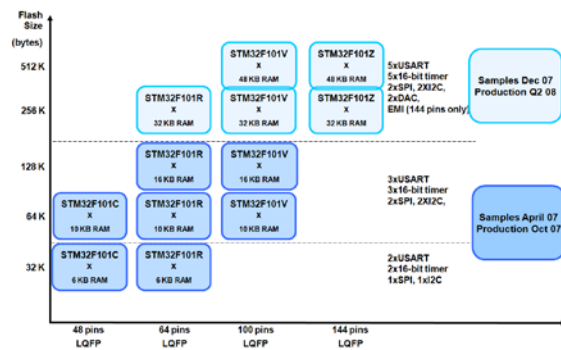 Flash
Size
(bytes)
512 K
STM32F101V
X
48 KB RAM
STM32F101Z
X
48 KB RAM
5xUSART
5x16-bit timer
2xSPI, 2XI2C,
2xDAC,
EMI (144 pins only)
Samples Dec 07
Production Q2 08
256 K
STM32F101R
X
32 KB RAM
STM32F101V
X
32 KB RAM
STM32F101Z
X
32 KB RAM
128 K
STM32F101R
X
16 KB RAM
STM32F101V
X
16 KB RAM
3xUSART
3x16-bit timer
2xSPI, 2XI2C,
64 K
STM32F101C
X
10 KB RAM
STM32F101R
X
10 KB RAM
STM32F101V
X
10 KB RAM
Samples April 07
Production Oct 07
32 K
STM32F101C
X
6 KB RAM
STM32F101R
X
6 KB RAM
2xUSART
2x16-bit timer
1xSPI, 1xI2C
48 pins
LQFP
64 pins
LQFP
100 pins
LQFP
144 pins
LQFP